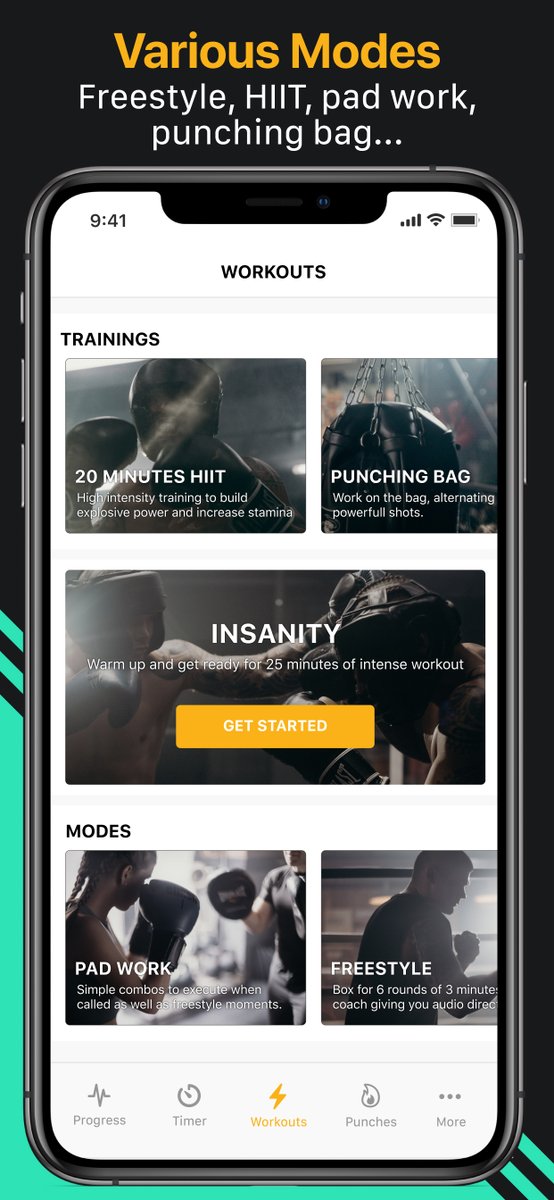 Various Modes
Freestyle, HIIT, pad work,
punching bag...
9:41
WORKOUTS
TRAININGS
20 MINUTES HIIT
High intensity training to build
explosive power and increase stamina
PUNCHING BAG
Work on the bag, alternating
powerfull shots.
INSANITY
Warm up and get ready for 25 minutes of intense workout
GET STARTED
MODES
PAD WORK
Simple combos to execute when
called as well as freestyle moments.
FREESTYLE
Box for 6 rounds of 3 minutes
coach giving you audio direc
Progress
Timer
Workouts
Punches
More